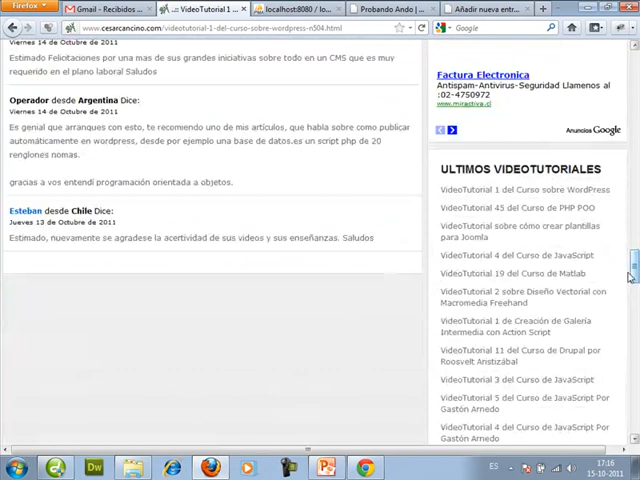 Firefox
Gmail - Recibidos ...
..:: VideoTutorial 1 ...
localhost:8080 / lo...
Probando Ando | ...
Añadir nueva entr...
www.cesarcancino.com/videotutorial-1-del-curso-sobre-wordpress-n504.html
Google
Viernes 14 de Octubre de 2011
Estimado Felicitaciones por una mas de sus grandes iniciativas sobre todo en un CMS que es muy
requerido en el plano laboral Saludos
Operador desde Argentina Dice:
Viernes 14 de Octubre de 2011
Es genial que arranques con esto, te recomiendo uno de mis artículos, que habla sobre como publicar
automáticamente en wordpress, desde por ejemplo una base de datos.es un script php de 20
renglones nomas.
gracias a vos entendí programación orientada a objetos.
Esteban desde Chile Dice:
Jueves 13 de Octubre de 2011
Estimado, nuevamente se agradese la acertividad de sus videos y sus enseñanzas. Saludos
Factura Electronica
Antispam-Antivirus-Seguridad Llamenos al
:02-4750972
www.miractiva.cl
Anuncios Google
ULTIMOS VIDEOTUTORIALES
VideoTutorial 1 del Curso sobre WordPress
VideoTutorial 45 del Curso de PHP POO
VideoTutorial sobre cómo crear plantillas
para Joomla
VideoTutorial 4 del Curso de JavaScript
VideoTutorial 19 del Curso de Matlab
VideoTutorial 2 sobre Diseño Vectorial con
Macromedia Freehand
VideoTutorial 1 de Creación de Galería
Intermedia con Action Script
VideoTutorial 11 del Curso de Drupal por
Roosvelt Anstizábal
VideoTutorial 3 del Curso de JavaScript
VideoTutorial 5 del Curso de JavaScript Por
Gastón Arnedo
VideoTutorial 4 del Curso de JavaScript Por
Gastón Arnedo
Dw
ES
17:16
15-10-2011